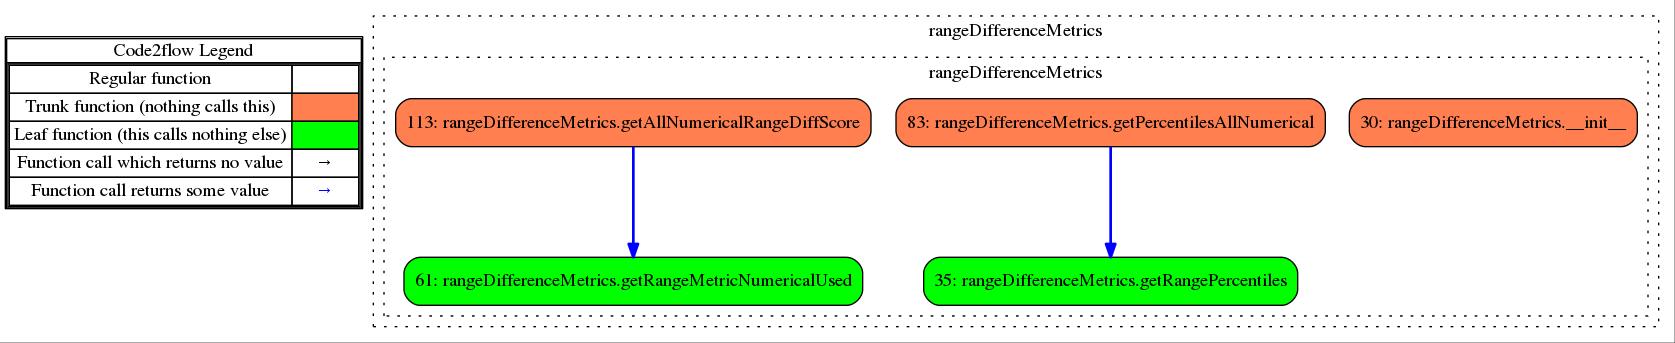 Code2flow Legend
Regular function
Trunk function (nothing calls this)
Leaf function (this calls nothing else)
Function call which returns no value →
Function call returns some value →
rangeDifferenceMetrics
rangeDifferenceMetrics
113: rangeDifferenceMetrics.getAllNumericalRangeDiffScore
83: rangeDifferenceMetrics.getPercentilesAllNumerical
30: rangeDifferenceMetrics.__init__
61: rangeDifferenceMetrics.getRangeMetricNumericalUsed
35: rangeDifferenceMetrics.getRangePercentiles